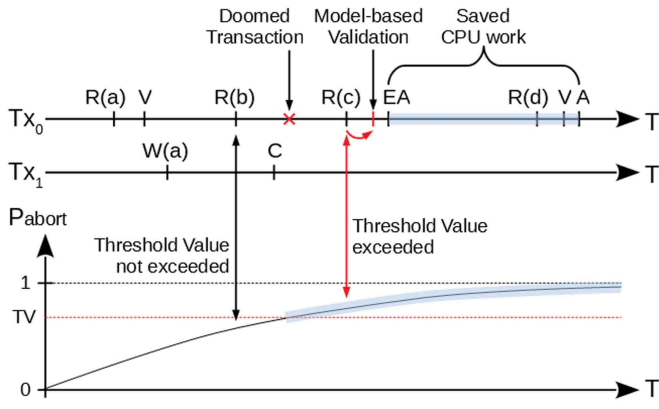 Doomed Transaction
Model-based Validation
Saved CPU work
R(a) V R(b) R(c) EA R(d) V A
Tx0 T
W(a) C
Tx1 T
Pabort
Threshold Value not exceeded
Threshold Value exceeded
1
TV
0 T